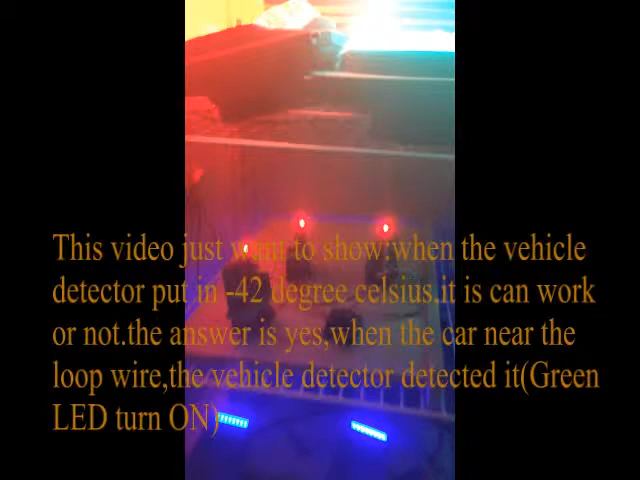 This video just want to show:when the vehicle
detector put in -42 degree celsius.it is can work
or not.the answer is yes,when the car near the
loop wire,the vehicle detector detected it(Green
LED turn ON)